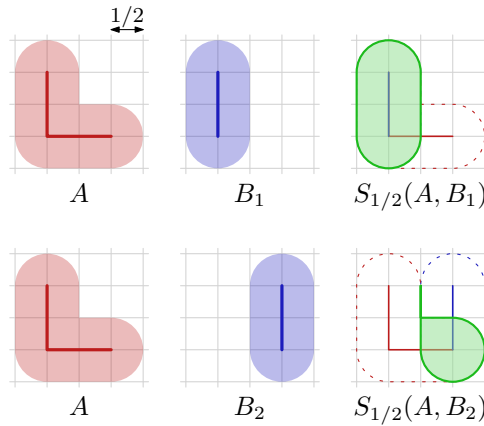 1/2
A B₁ S₁/₂(A, B₁)
A B₂ S₁/₂(A, B₂)